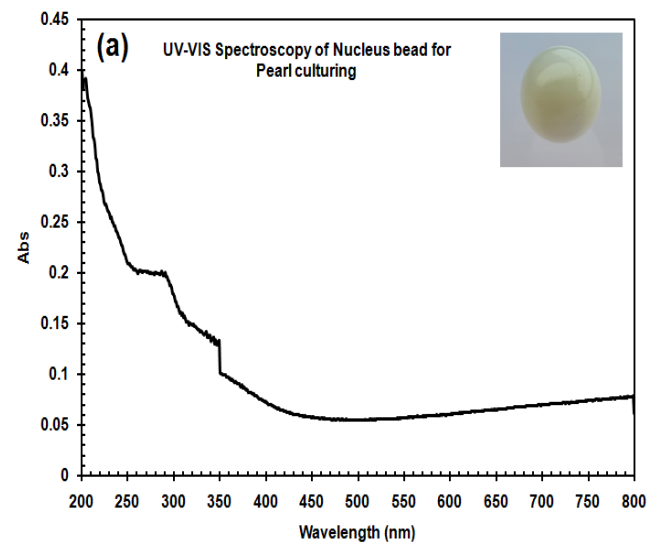 (a)
UV-VIS Spectroscopy of Nucleus bead for
Pearl culturing
Abs
0.45
0.4
0.35
0.3
0.25
0.2
0.15
0.1
0.05
0
200 250 300 350 400 450 500 550 600 650 700 750 800
Wavelength (nm)